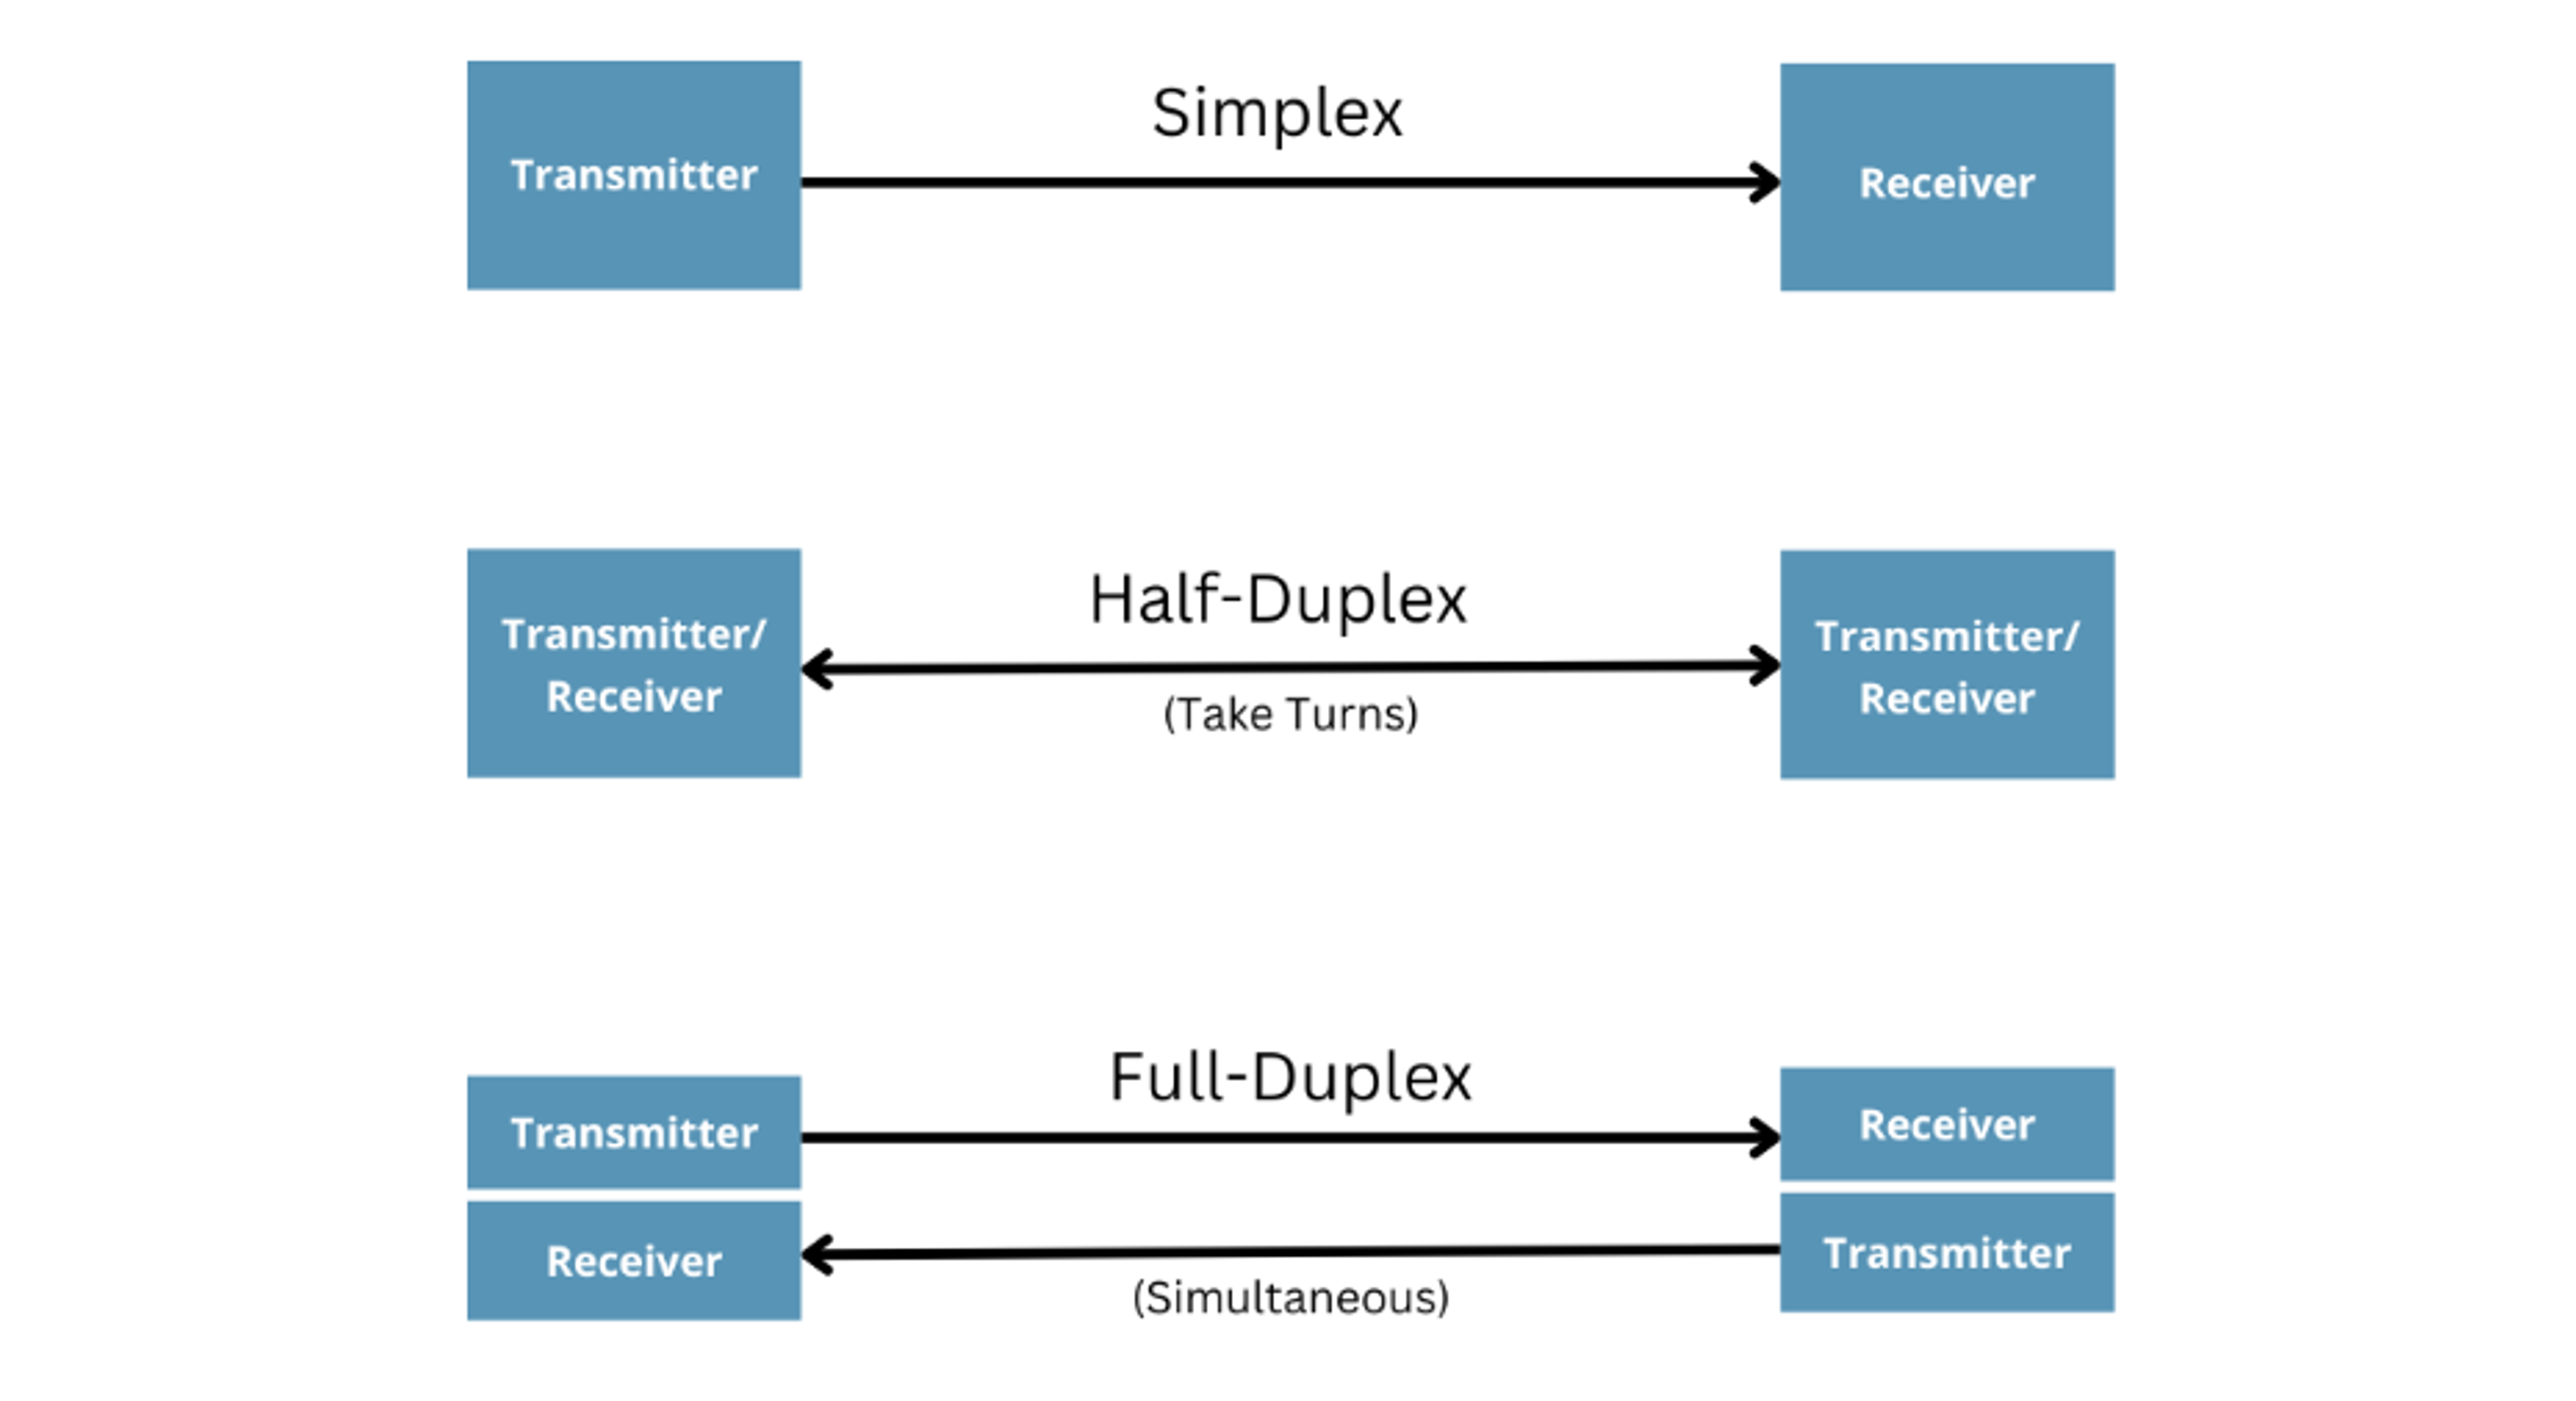 Simplex
Transmitter
Receiver
Half-Duplex
Transmitter/
Receiver
(Take Turns)
Transmitter/
Receiver
Full-Duplex
Transmitter
Receiver
Receiver
Transmitter
(Simultaneous)